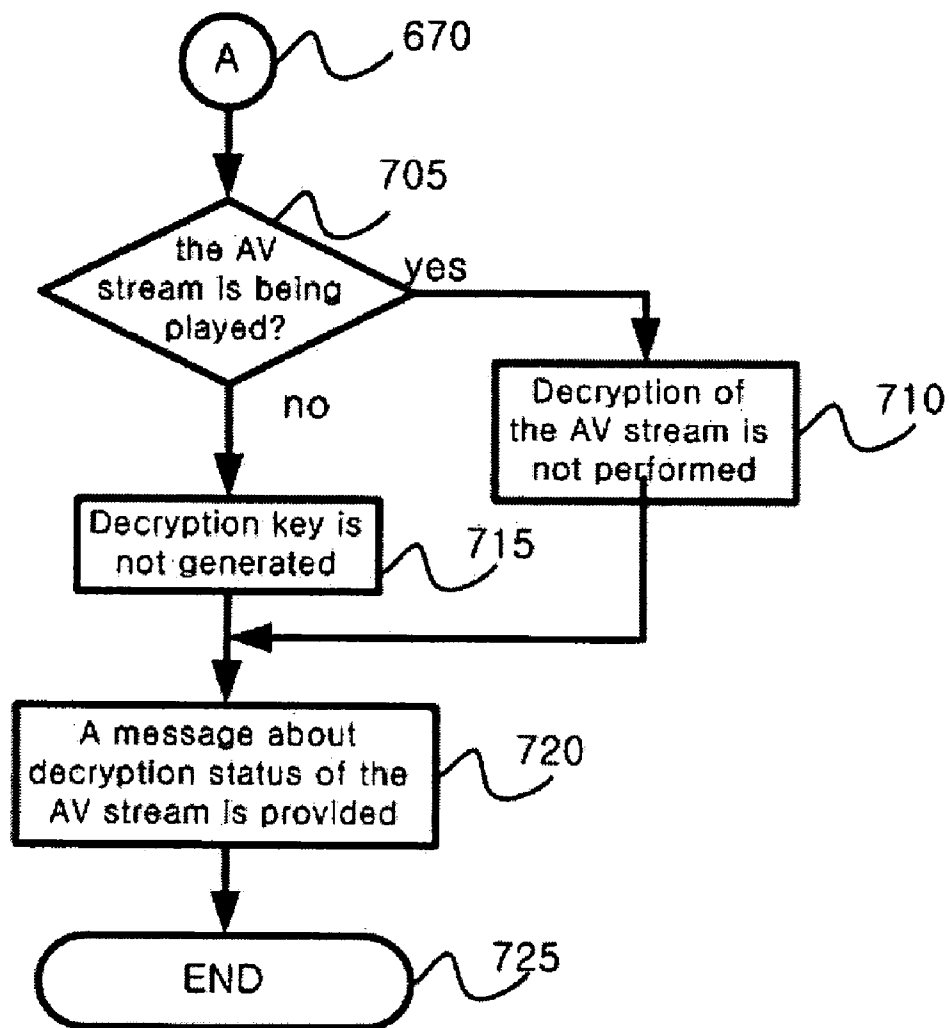 A
670
705
the AV
stream is being
played?
yes
no
Decryption of
the AV stream is
not performed
710
Decryption key is
not generated
715
A message about
decryption status of the
AV stream is provided
720
END
725